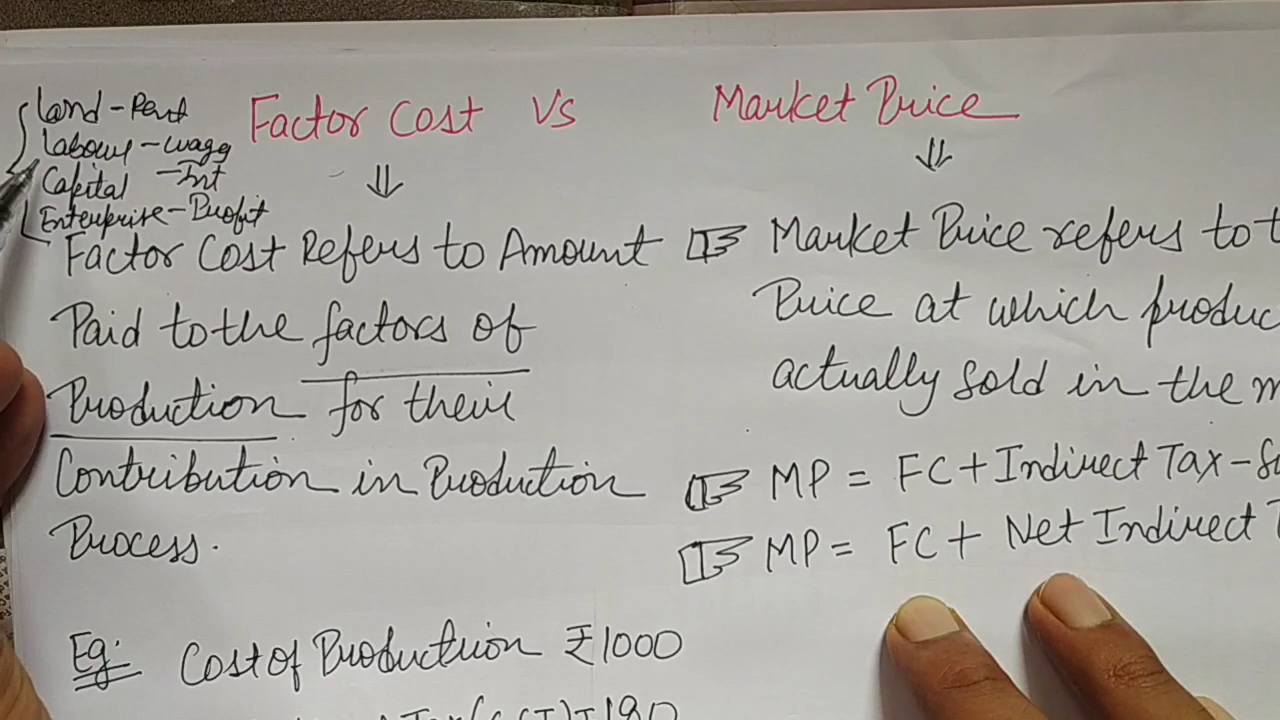 Land - Rent
Labour - wage
Capital - Int
Enterprise - Profit
Factor Cost Vs
Market Price
Factor Cost Refers to Amount
Paid to the factors of
Production for their
Contribution in Production
Process.
Market Price refers to t
Price at which produc
actually sold in the m
MP = FC + Indirect Tax - Su
MP = FC + Net Indirect T
Eg: Cost of Production ₹1000